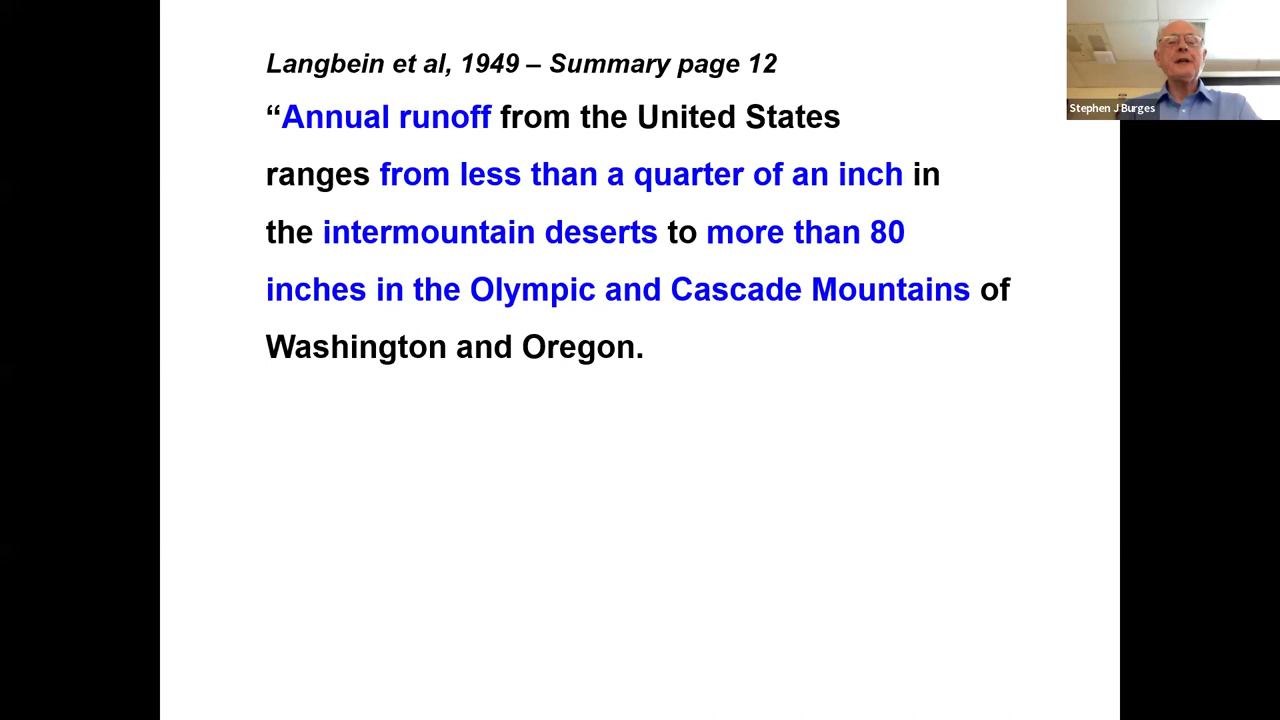 Langbein et al, 1949 – Summary page 12
“Annual runoff from the United States
ranges from less than a quarter of an inch in
the intermountain deserts to more than 80
inches in the Olympic and Cascade Mountains of
Washington and Oregon.
Stephen J Burges